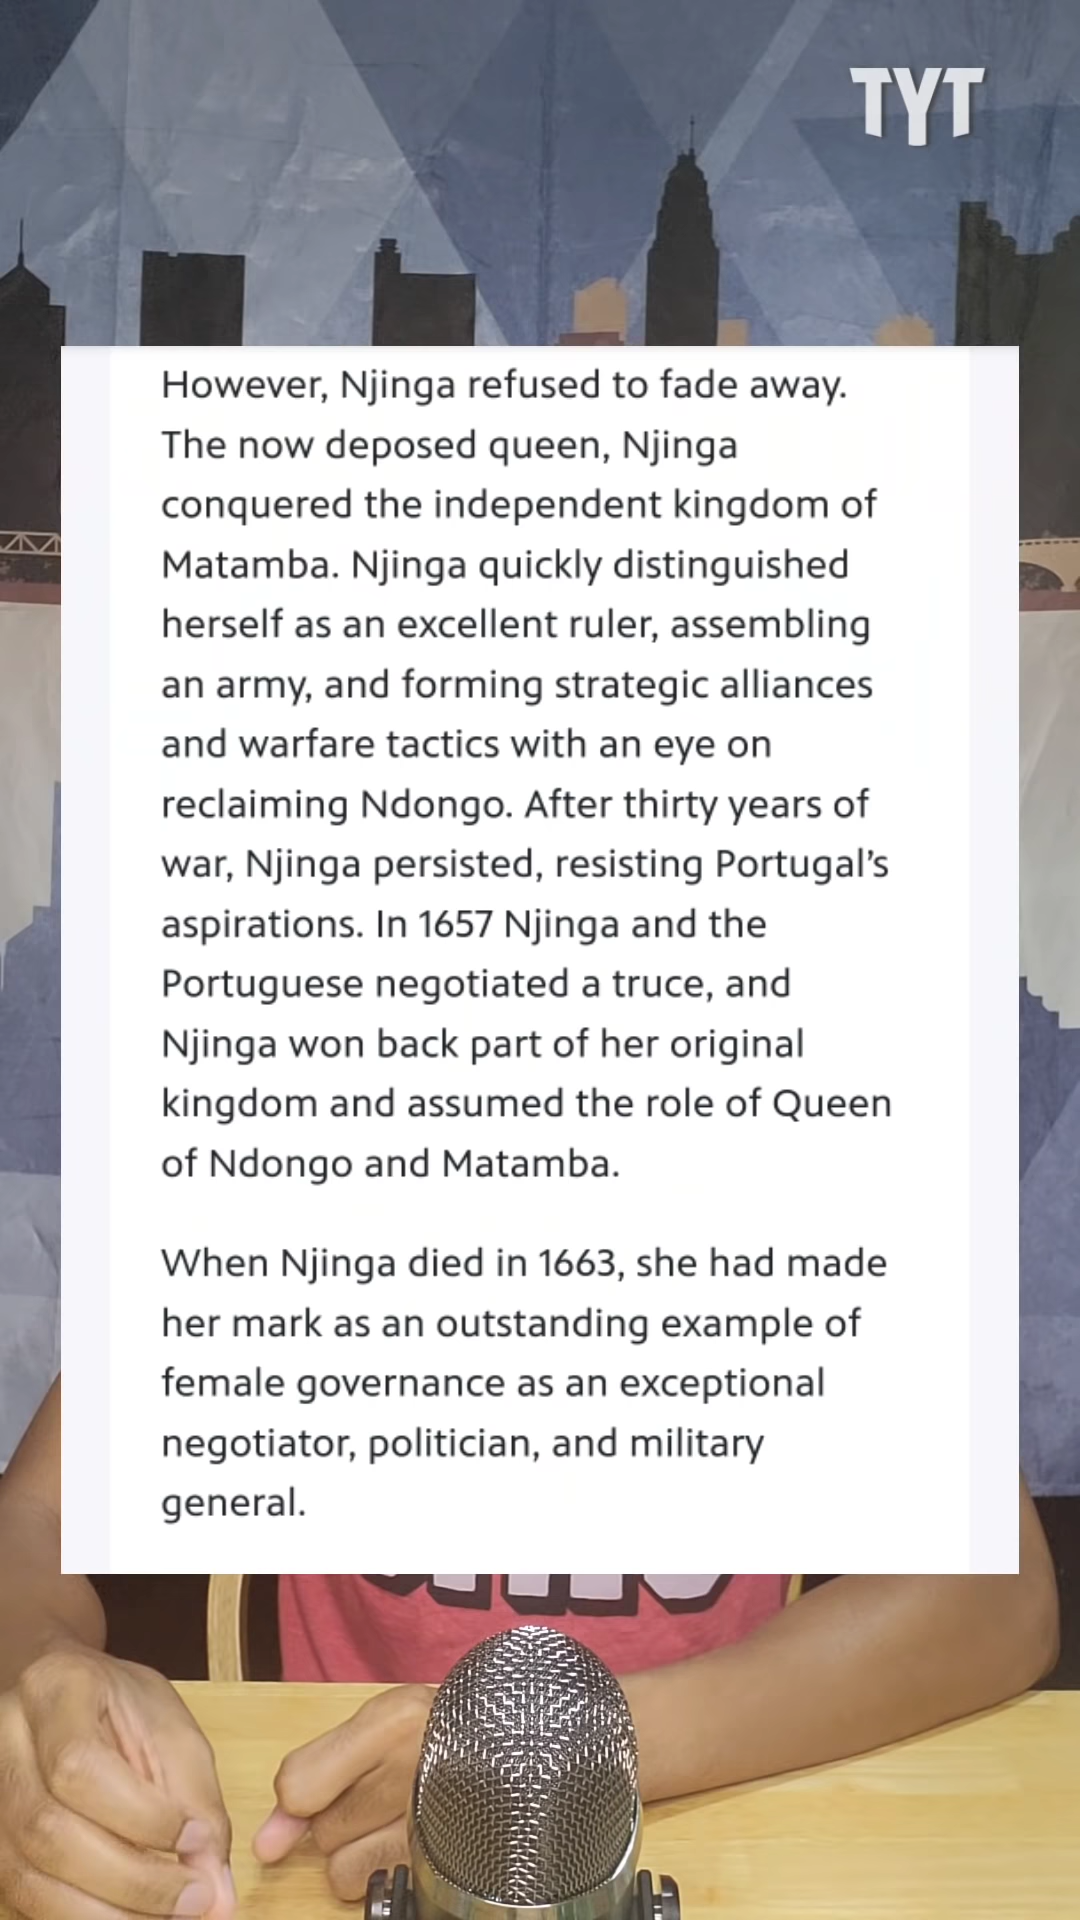 TYT
However, Njinga refused to fade away.
The now deposed queen, Njinga
conquered the independent kingdom of
Matamba. Njinga quickly distinguished
herself as an excellent ruler, assembling
an army, and forming strategic alliances
and warfare tactics with an eye on
reclaiming Ndongo. After thirty years of
war, Njinga persisted, resisting Portugal’s
aspirations. In 1657 Njinga and the
Portuguese negotiated a truce, and
Njinga won back part of her original
kingdom and assumed the role of Queen
of Ndongo and Matamba.
When Njinga died in 1663, she had made
her mark as an outstanding example of
female governance as an exceptional
negotiator, politician, and military
general.